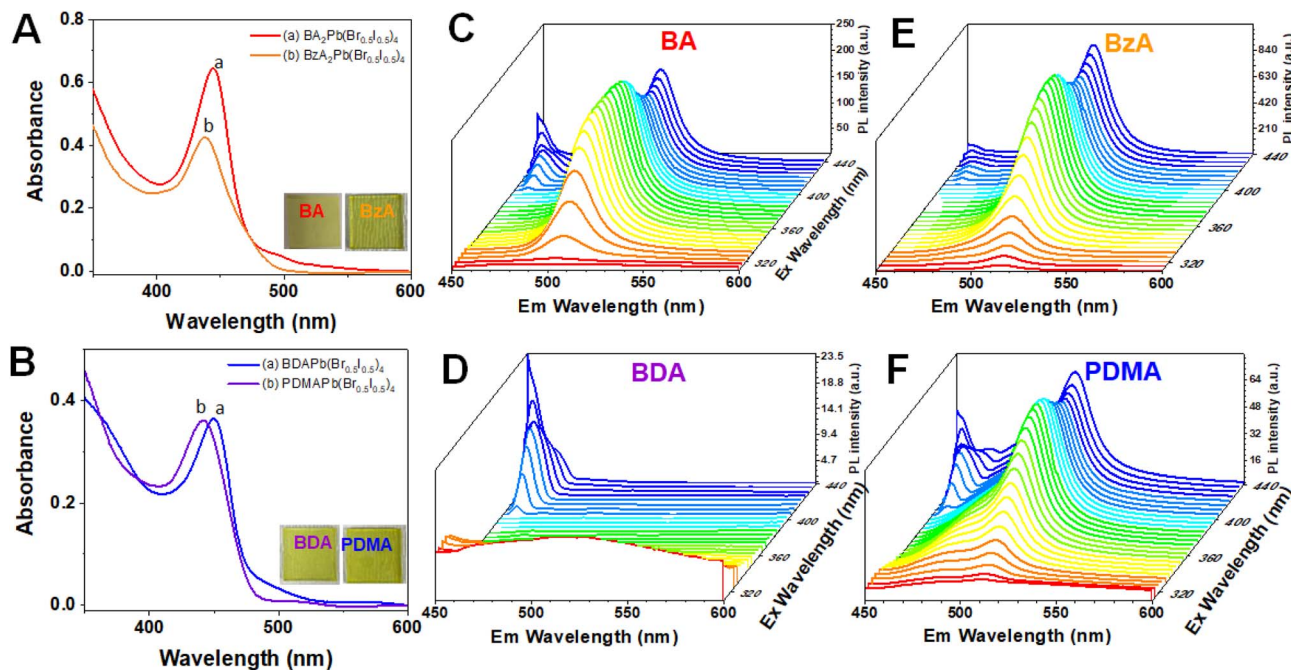 A
0.8
0.6
0.4
0.2
0.0
Absorbance
(a) BA₂Pb(Br₀.₅I₀.₅)₄
(b) BzA₂Pb(Br₀.₅I₀.₅)₄
a
b
BA
BzA
400
450
500
550
600
Wavelength (nm)
C
BA
250
200
150
100
50
PL intensity (a.u.)
440
400
360
320
Ex Wavelength (nm)
450
500
550
600
Em Wavelength (nm)
E
BzA
840
630
420
210
PL intensity (a.u.)
440
400
360
320
Ex Wavelength (nm)
450
500
550
600
Em Wavelength (nm)
B
0.4
0.2
0.0
Absorbance
(a) BDAPb(Br₀.₅I₀.₅)₄
(b) PDMAPb(Br₀.₅I₀.₅)₄
b
a
BDA
PDMA
400
450
500
550
600
Wavelength (nm)
D
BDA
23.5
18.8
14.1
9.4
4.7
PL intensity (a.u.)
440
400
360
320
Ex Wavelength (nm)
450
500
550
600
Em Wavelength (nm)
F
PDMA
64
48
32
16
PL intensity (a.u.)
440
400
360
320
Ex Wavelength (nm)
450
500
550
600
Em Wavelength (nm)